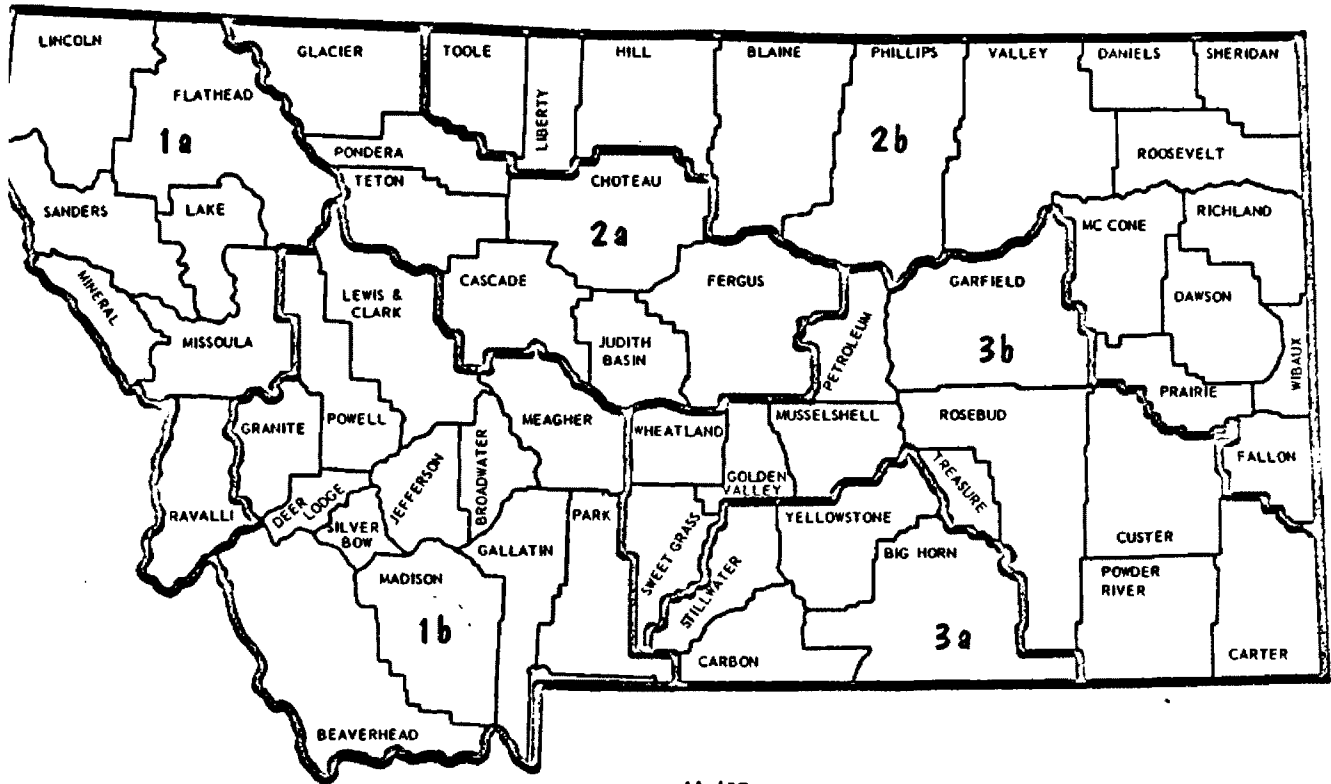 LINCOLN
GLACIER
TOOLE
HILL
BLAINE
PHILLIPS
VALLEY
DANIELS
SHERIDAN
FLATHEAD
LIBERTY
1a
2b
PONDERA
ROOSEVELT
TETON
CHOTEAU
SANDERS
LAKE
MC CONE
RICHLAND
2a
MINERAL
LEWIS &
CLARK
CASCADE
FERGUS
GARFIELD
DAWSON
MISSOULA
JUDITH
BASIN
PETROLEUM
3b
WIBAUX
PRAIRIE
GRANITE
POWELL
MEAGHER
WHEATLAND
MUSSELSHELL
ROSEBUD
JEFFERSON
BROADWATER
GOLDEN
VALLEY
TREASURE
FALLON
RAVALLI
DEER
LODGE
SILVER
BOW
GALLATIN
PARK
SWEET GRASS
STILLWATER
YELLOWSTONE
BIG HORN
CUSTER
MADISON
POWDER
RIVER
1b
3a
CARBON
CARTER
BEAVERHEAD